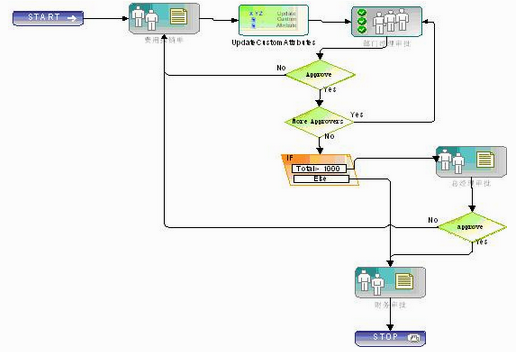 START
X Y Z Update
Custom
Attribute
费用报销单
UpdateCustomAttributes
部门经理审批
No
Approve
Yes
More Approvers
Yes
No
IF
Total> 1000
Else
总经理审批
No
Approve
Yes
财务审批
STOP